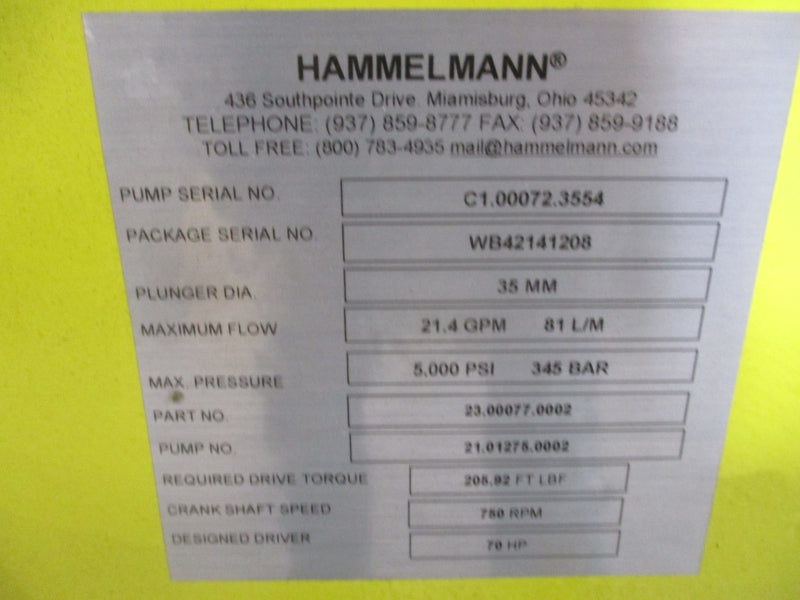 HAMMELMANN®
436 Southpointe Drive. Miamisburg, Ohio 45342
TELEPHONE: (937) 859-8777 FAX: (937) 859-9188
TOLL FREE: (800) 783-4935 mail@hammelmann.com
PUMP SERIAL NO. C1.00072.3554
PACKAGE SERIAL NO. WB42141208
PLUNGER DIA. 35 MM
MAXIMUM FLOW 21.4 GPM 81 L/M
MAX. PRESSURE 5,000 PSI 345 BAR
PART NO. 23.00077.0002
PUMP NO. 21.01275.0002
REQUIRED DRIVE TORQUE FT LBF
CRANK SHAFT SPEED 750 RPM
DESIGNED DRIVER 70 HP